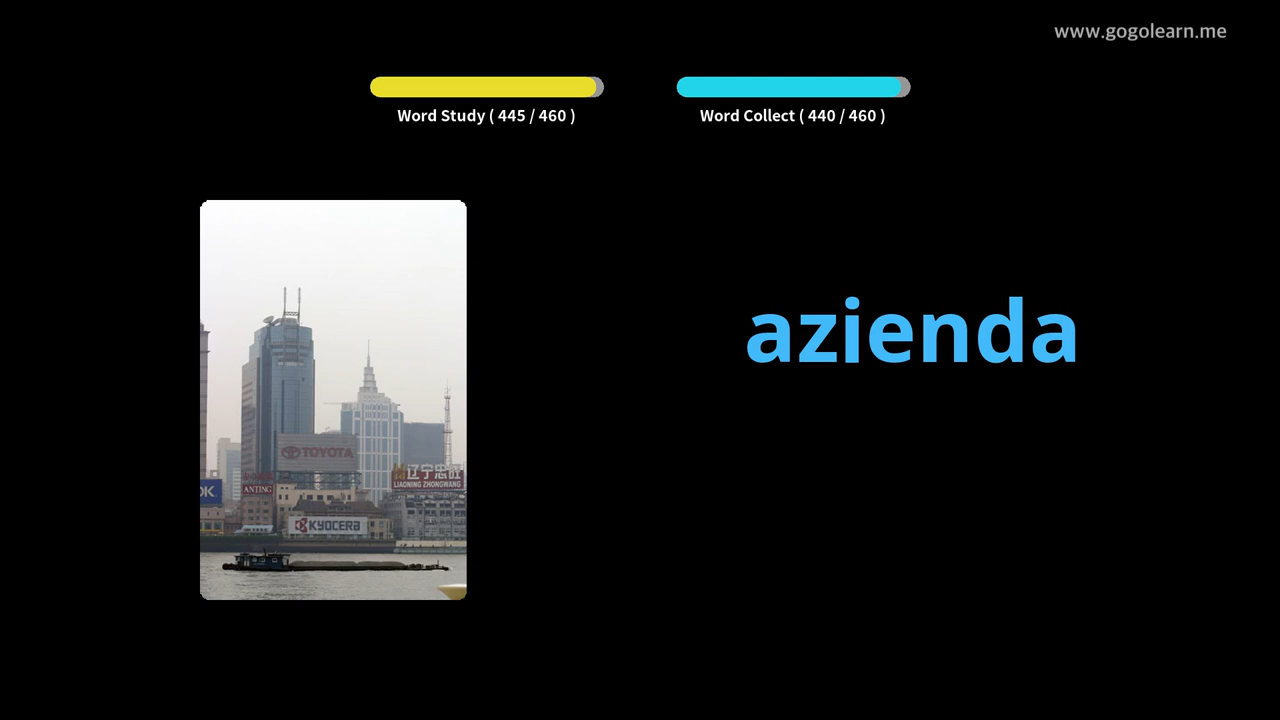 www.gogolearn.me
Word Study ( 445 / 460 )
Word Collect ( 440 / 460 )
azienda
TOYOTA
辽宁忠旺
LIAONING ZHONGWANG
OK
ANTING
KYOCERA